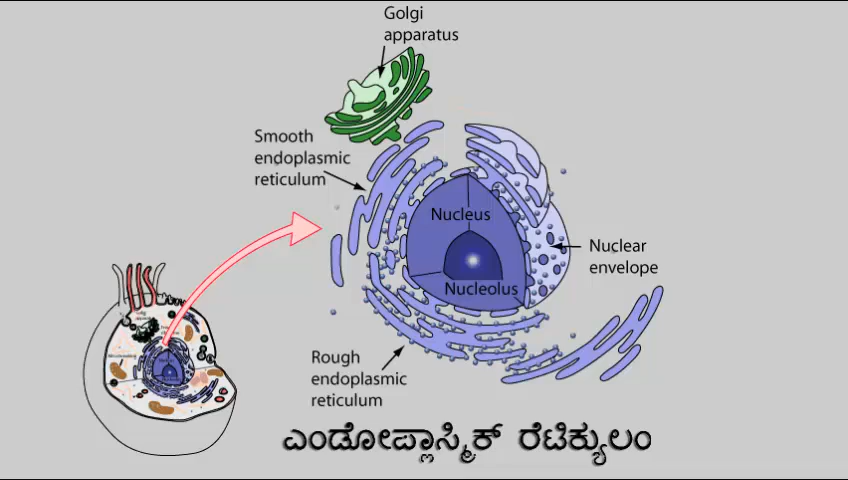 Golgi
apparatus
Smooth
endoplasmic
reticulum
Nucleus
Nuclear
envelope
Nucleolus
Rough
endoplasmic
reticulum
ಎಂಡೋಪ್ಲಾಸ್ಮಿಕ್ ರೆಟಿಕ್ಯುಲಂ